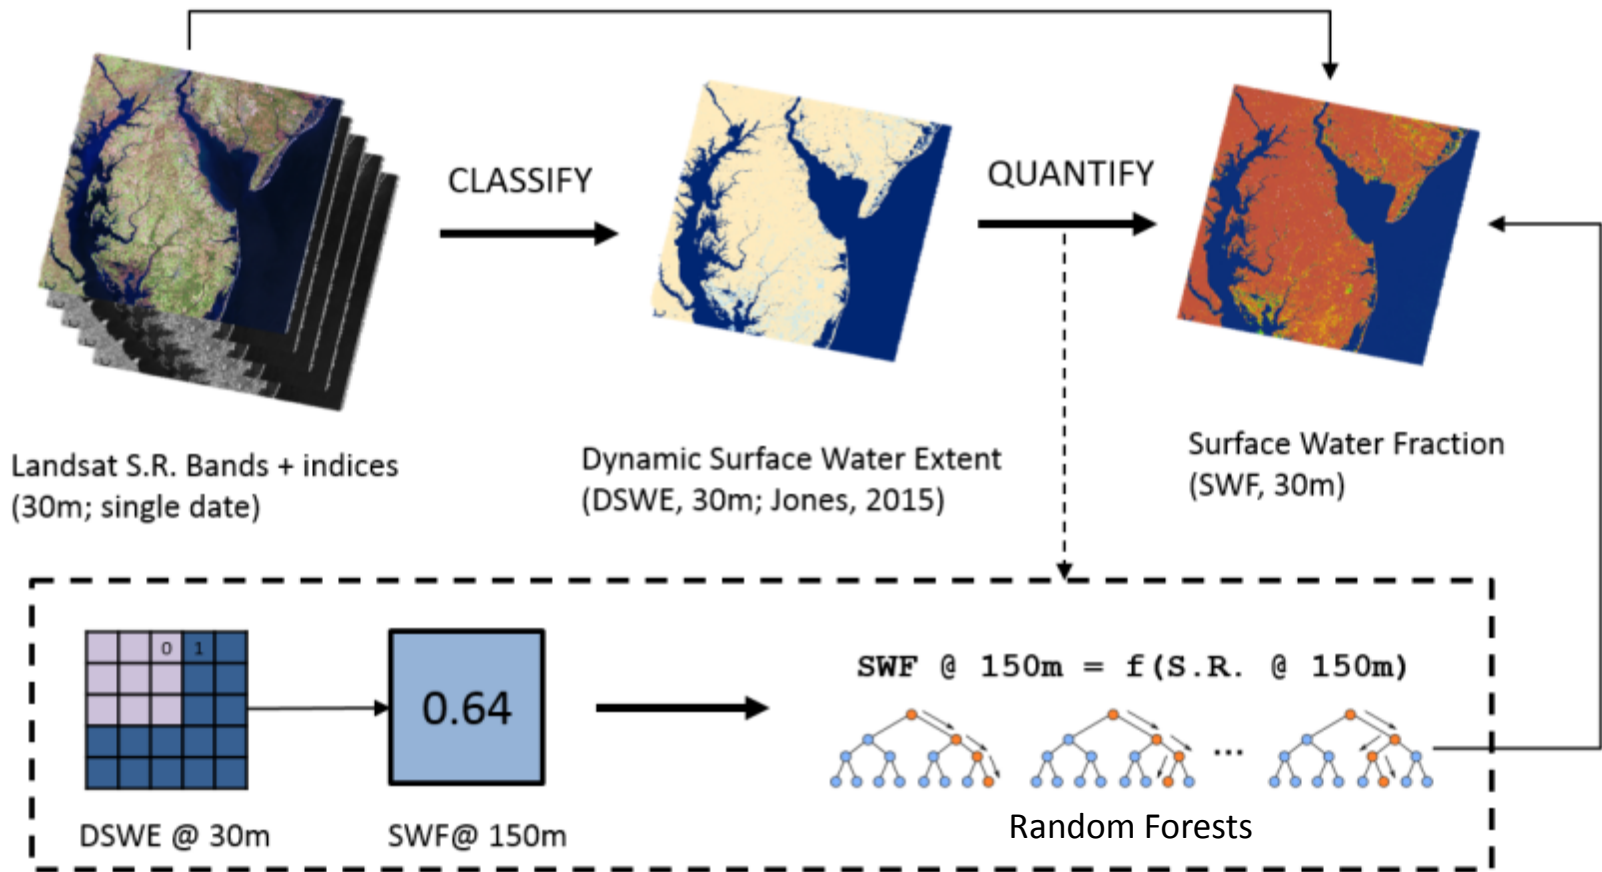 CLASSIFY
QUANTIFY
Landsat S.R. Bands + indices
(30m; single date)
Dynamic Surface Water Extent
(DSWE, 30m; Jones, 2015)
Surface Water Fraction
(SWF, 30m)
0 1
0.64
SWF @ 150m = f(S.R. @ 150m)
...
DSWE @ 30m
SWF@ 150m
Random Forests